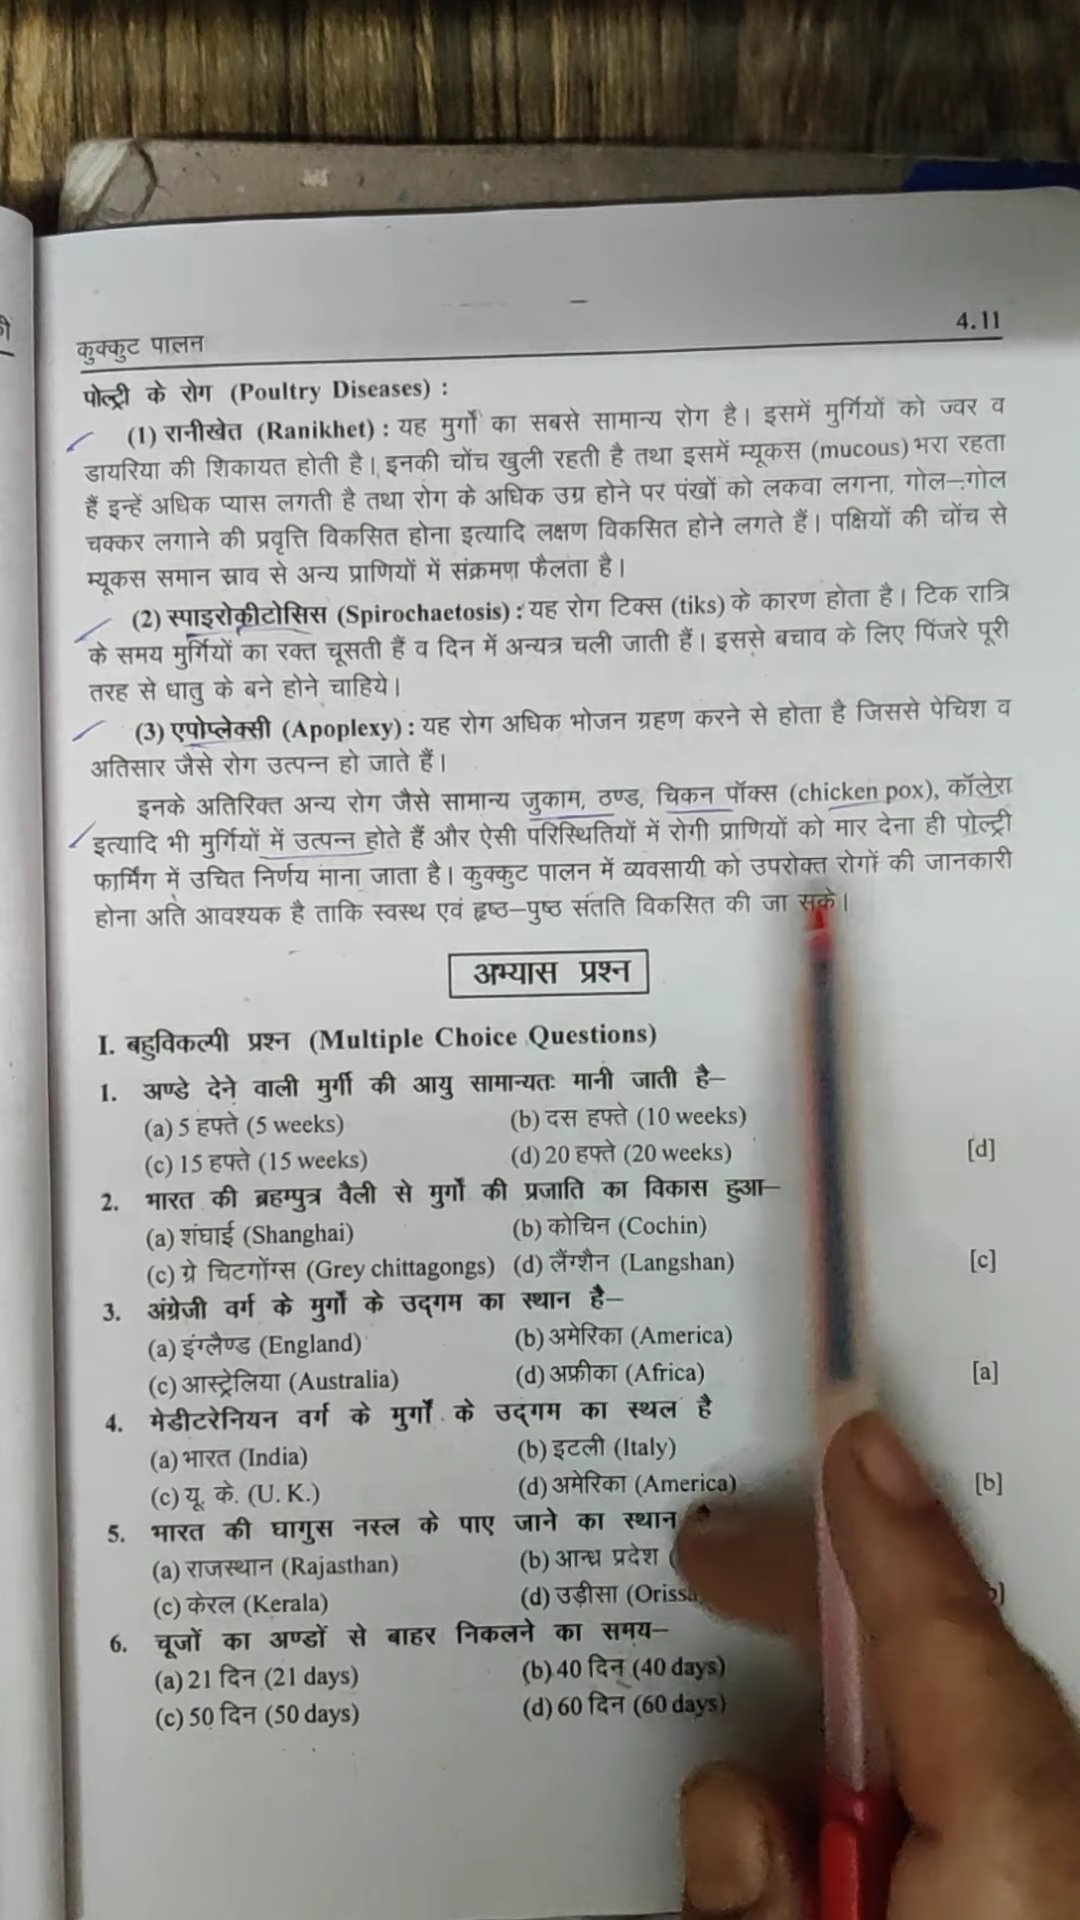 4.11
कुक्कुट पालन
पोल्ट्री के रोग (Poultry Diseases) :
(1) रानीखेत (Ranikhet) : यह मुर्गों का सबसे सामान्य रोग है। इसमें मुर्गियों को ज्वर व
डायरिया की शिकायत होती है। इनकी चोंच खुली रहती है तथा इसमें म्यूकस (mucous) भरा रहता
हैं इन्हें अधिक प्यास लगती है तथा रोग के अधिक उग्र होने पर पंखों को लकवा लगना, गोल–गोल
चक्कर लगाने की प्रवृत्ति विकसित होना इत्यादि लक्षण विकसित होने लगते हैं। पक्षियों की चोंच से
म्यूकस समान स्राव से अन्य प्राणियों में संक्रमण फैलता है।
(2) स्पाइरोकीटोसिस (Spirochaetosis) : यह रोग टिक्स (tiks) के कारण होता है। टिक रात्रि
के समय मुर्गियों का रक्त चूसती हैं व दिन में अन्यत्र चली जाती हैं। इससे बचाव के लिए पिंजरे पूरी
तरह से धातु के बने होने चाहिये।
(3) एपोप्लेक्सी (Apoplexy) : यह रोग अधिक भोजन ग्रहण करने से होता है जिससे पेचिश व
अतिसार जैसे रोग उत्पन्न हो जाते हैं।
इनके अतिरिक्त अन्य रोग जैसे सामान्य जुकाम, ठण्ड, चिकन पॉक्स (chicken pox), कॉलेरा
इत्यादि भी मुर्गियों में उत्पन्न होते हैं और ऐसी परिस्थितियों में रोगी प्राणियों को मार देना ही पोल्ट्री
फार्मिंग में उचित निर्णय माना जाता है। कुक्कुट पालन में व्यवसायी को उपरोक्त रोगों की जानकारी
होना अति आवश्यक है ताकि स्वस्थ एवं हृष्ठ–पुष्ठ संतति विकसित की जा सके।
अभ्यास प्रश्न
I. बहुविकल्पी प्रश्न (Multiple Choice Questions)
1. अण्डे देने वाली मुर्गी की आयु सामान्यतः मानी जाती है–
(a) 5 हफ्ते (5 weeks) (b) दस हफ्ते (10 weeks)
(c) 15 हफ्ते (15 weeks) (d) 20 हफ्ते (20 weeks) [d]
2. भारत की ब्रहम्पुत्र वैली से मुर्गों की प्रजाति का विकास हुआ–
(a) शंघाई (Shanghai) (b) कोचिन (Cochin)
(c) ग्रे चिटगोंग्स (Grey chittagongs) (d) लैंग्शैन (Langshan) [c]
3. अंग्रेजी वर्ग के मुर्गों के उद्गम का स्थान है–
(a) इंग्लैण्ड (England) (b) अमेरिका (America)
(c) आस्ट्रेलिया (Australia) (d) अफ्रीका (Africa) [a]
4. मेडीटरेनियन वर्ग के मुर्गों के उद्गम का स्थल है
(a) भारत (India) (b) इटली (Italy)
(c) यू. के. (U. K.) (d) अमेरिका (America) [b]
5. भारत की घागुस नस्ल के पाए जाने का स्थान
(a) राजस्थान (Rajasthan) (b) आन्ध्र प्रदेश (
(c) केरल (Kerala) (d) उड़ीसा (Orissa
6. चूजों का अण्डों से बाहर निकलने का समय–
(a) 21 दिन (21 days) (b) 40 दिन (40 days)
(c) 50 दिन (50 days) (d) 60 दिन (60 days)